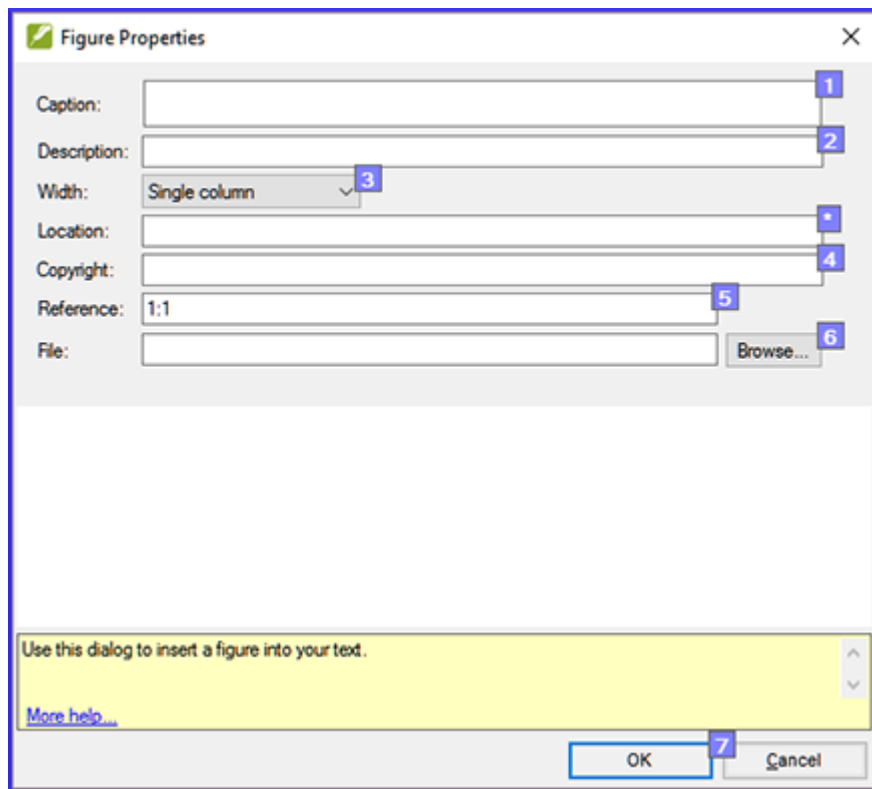 Figure Properties
Caption:
1
Description:
2
Width: Single column
3
Location:
*
Copyright:
4
Reference: 1:1
5
File: Browse...
6
Use this dialog to insert a figure into your text.
More help...
OK
7
Cancel